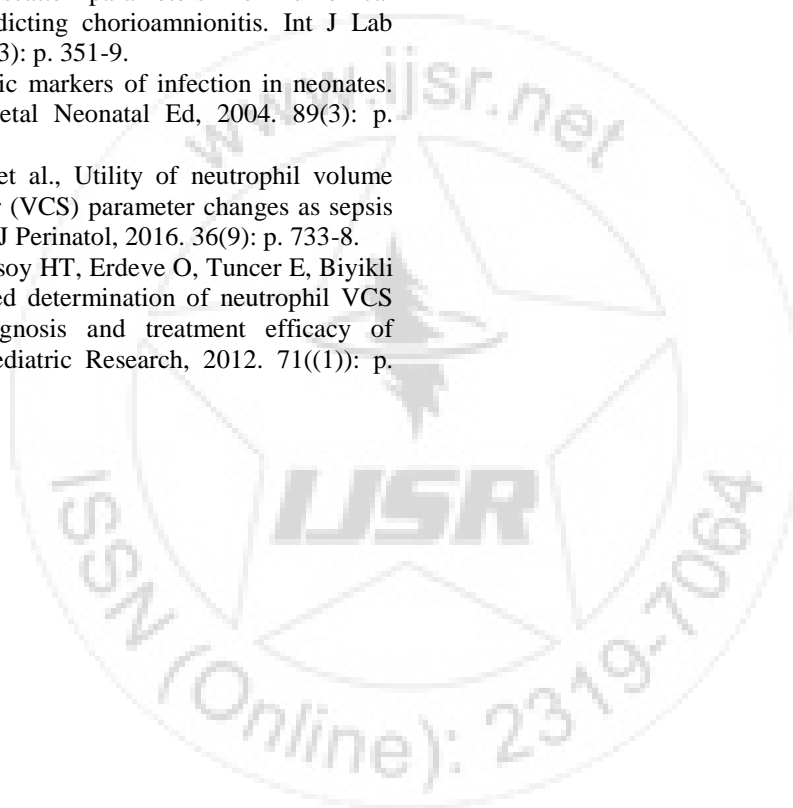 dicting chorioamnionitis. Int J Lab
3): p. 351-9.
ic markers of infection in neonates.
etal Neonatal Ed, 2004. 89(3): p.
et al., Utility of neutrophil volume
r (VCS) parameter changes as sepsis
J Perinatol, 2016. 36(9): p. 733-8.
soy HT, Erdeve O, Tuncer E, Biyikli
ed determination of neutrophil VCS
gnosis and treatment efficacy of
ediatric Research, 2012. 71((1)): p.
www.ijsr.net
IJSR
ISSN (Online): 2319-7064